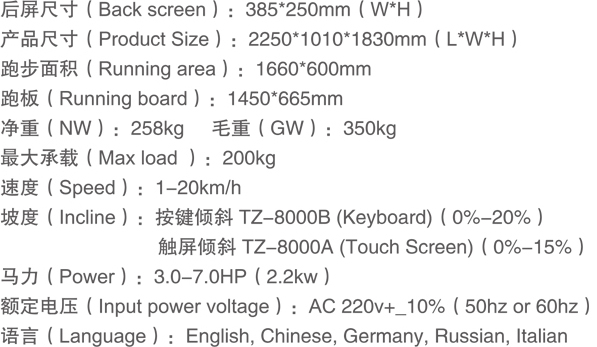 后屏尺寸（Back screen）：385*250mm（W*H）
产品尺寸（Product Size）：2250*1010*1830mm（L*W*H）
跑步面积（Running area）：1660*600mm
跑板（Running board）：1450*665mm
净重（NW）：258kg 毛重（GW）：350kg
最大承载（Max load ）：200kg
速度（Speed）：1-20km/h
坡度（Incline）：按键倾斜 TZ-8000B (Keyboard)（0%-20%）
触屏倾斜 TZ-8000A (Touch Screen)（0%-15%）
马力（Power）：3.0-7.0HP（2.2kw）
额定电压（Input power voltage）：AC 220v+_10%（50hz or 60hz）
语言（Language）：English, Chinese, Germany, Russian, Italian